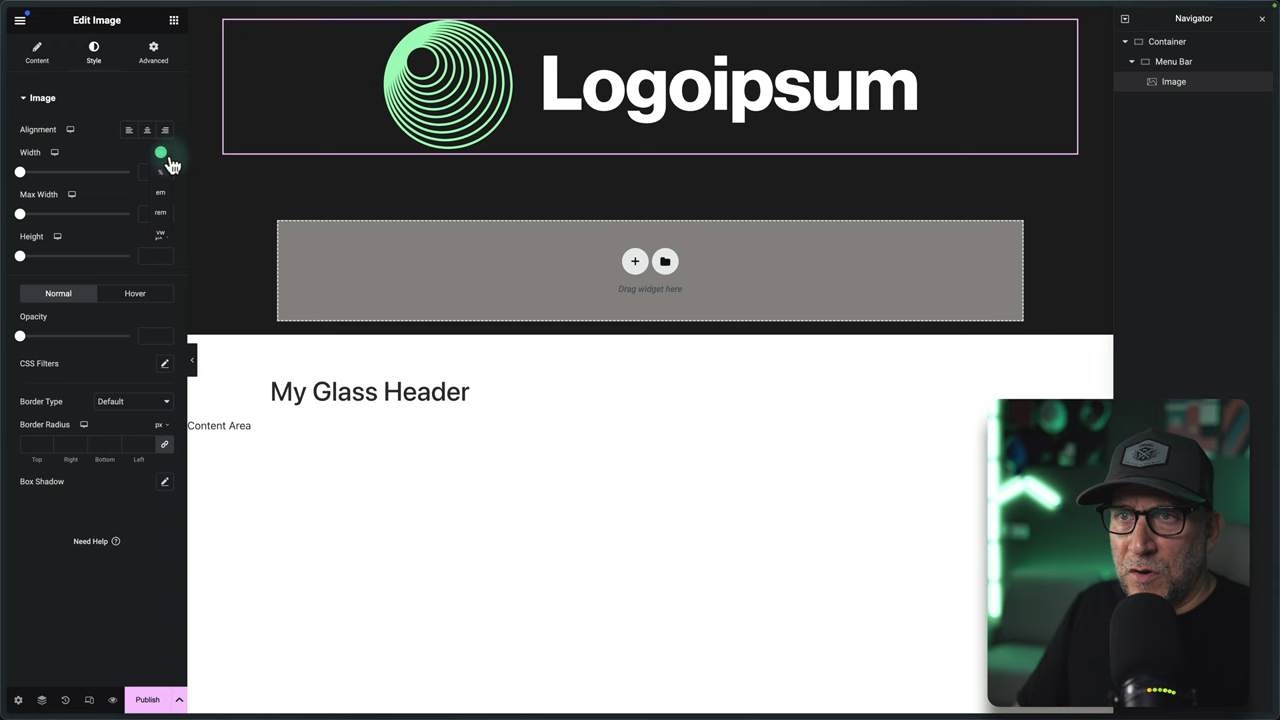 Edit Image
Navigator
Content
Style
Advanced
Container
Menu Bar
Image
Image
Alignment
Width
%
em
rem
vw
Max Width
Height
Normal
Hover
Opacity
CSS Filters
Border Type
Default
Border Radius
px
Top
Right
Bottom
Left
Box Shadow
Need Help
Publish
Logoipsum
Drag widget here
My Glass Header
Content Area